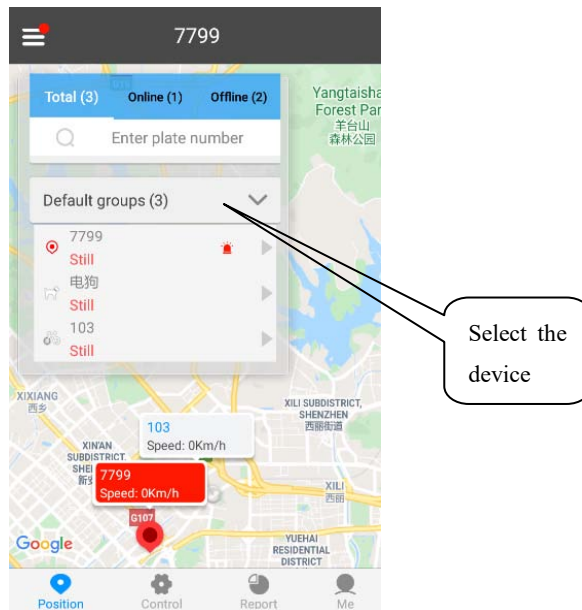 7799
Total (3)
Online (1)
Offline (2)
Enter plate number
Default groups (3)
7799
Still
电狗
Still
103
Still
Yangtaisha
Forest Par
羊台山
森林公园
Select the
device
XIXIANG
西乡
XILI SUBDISTRICT,
SHENZHEN
西丽街道
103
Speed: 0Km/h
XIN'AN
SUBDISTRICT
SHE
7799
Speed: 0Km/h
G107
XILI
西丽
Google
YUEHAI
RESIDENTIAL
DISTRICT
Position
Control
Report
Me